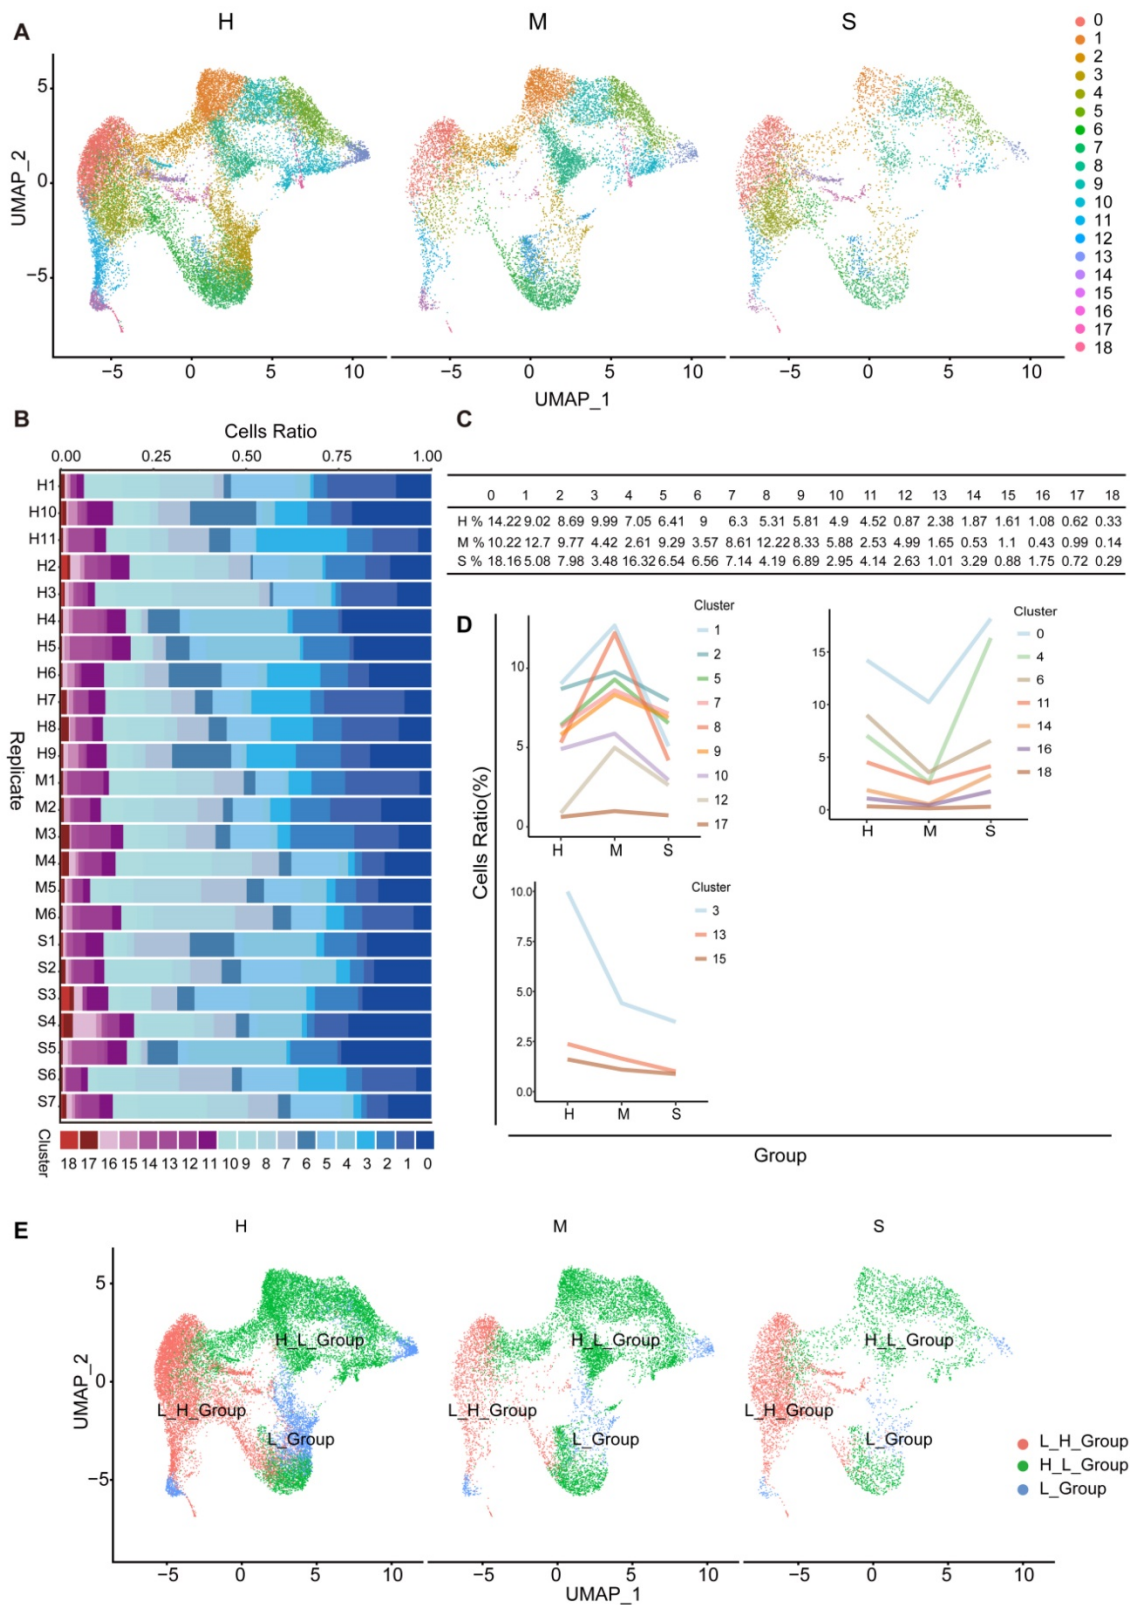 A
H M S
0
1
2
3
4
5
6
7
8
9
10
11
12
13
14
15
16
17
18
UMAP_2
5
0
−5
−5 0 5 10 −5 0 5 10 −5 0 5 10
UMAP_1
B
Cells Ratio
0.00 0.25 0.50 0.75 1.00
Replicate
H1
H10
H11
H2
H3
H4
H5
H6
H7
H8
H9
M1
M2
M3
M4
M5
M6
S1
S2
S3
S4
S5
S6
S7
Cluster
18 17 16 15 14 13 12 11 10 9 8 7 6 5 4 3 2 1 0
C
0 1 2 3 4 5 6 7 8 9 10 11 12 13 14 15 16 17 18
H % 14.22 9.02 8.69 9.99 7.05 6.41 9 6.3 5.31 5.81 4.9 4.52 0.87 2.38 1.87 1.61 1.08 0.62 0.33
M % 10.22 12.7 9.77 4.42 2.61 9.29 3.57 8.61 12.22 8.33 5.88 2.53 4.99 1.65 0.53 1.1 0.43 0.99 0.14
S % 18.16 5.08 7.98 3.48 16.32 6.54 6.56 7.14 4.19 6.89 2.95 4.14 2.63 1.01 3.29 0.88 1.75 0.72 0.29
D
Cells Ratio(%)
10
5
0
H M S
Cluster
1
2
5
7
8
9
10
12
17
15
10
5
0
H M S
Cluster
0
4
6
11
14
16
18
10.0
7.5
5.0
2.5
0.0
H M S
Cluster
3
13
15
Group
E
H M S
UMAP_2
5
0
−5
H_L_Group H_L_Group H_L_Group
L_H_Group L_H_Group L_H_Group
L_Group L_Group L_Group
L_H_Group
H_L_Group
L_Group
−5 0 5 10 −5 0 5 10 −5 0 5 10
UMAP_1